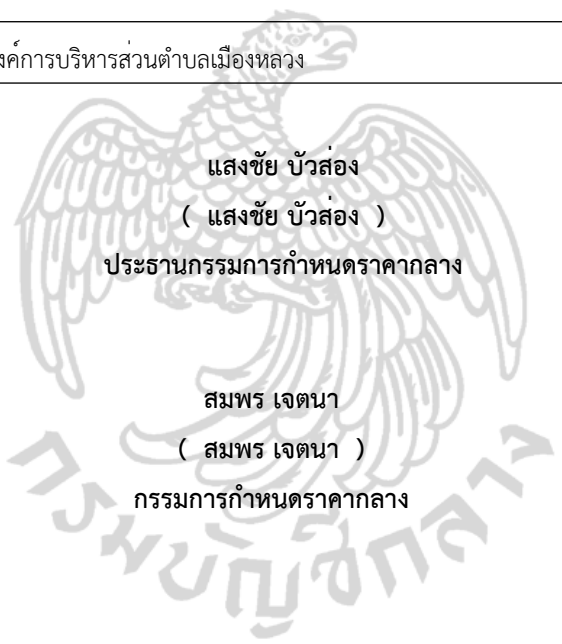 งค์การบริหารส่วนตำบลเมืองหลวง
แสงชัย บัวส่อง
( แสงชัย บัวส่อง )
ประธานกรรมการกำหนดราคากลาง
สมพร เจตนา
( สมพร เจตนา )
กรรมการกำหนดราคากลาง
กรมบัญชีกลาง